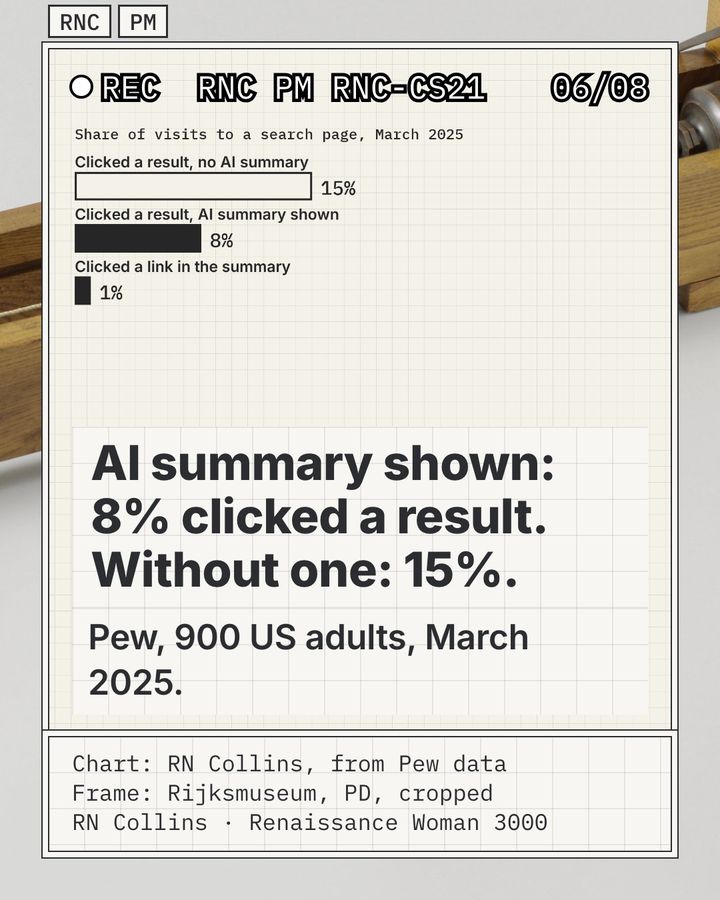 RNC PM
REC RNC PM RNC-CS21 06/08
Share of visits to a search page, March 2025
Clicked a result, no AI summary
15%
Clicked a result, AI summary shown
8%
Clicked a link in the summary
1%
AI summary shown:
8% clicked a result.
Without one: 15%.
Pew, 900 US adults, March
2025.
Chart: RN Collins, from Pew data
Frame: Rijksmuseum, PD, cropped
RN Collins · Renaissance Woman 3000